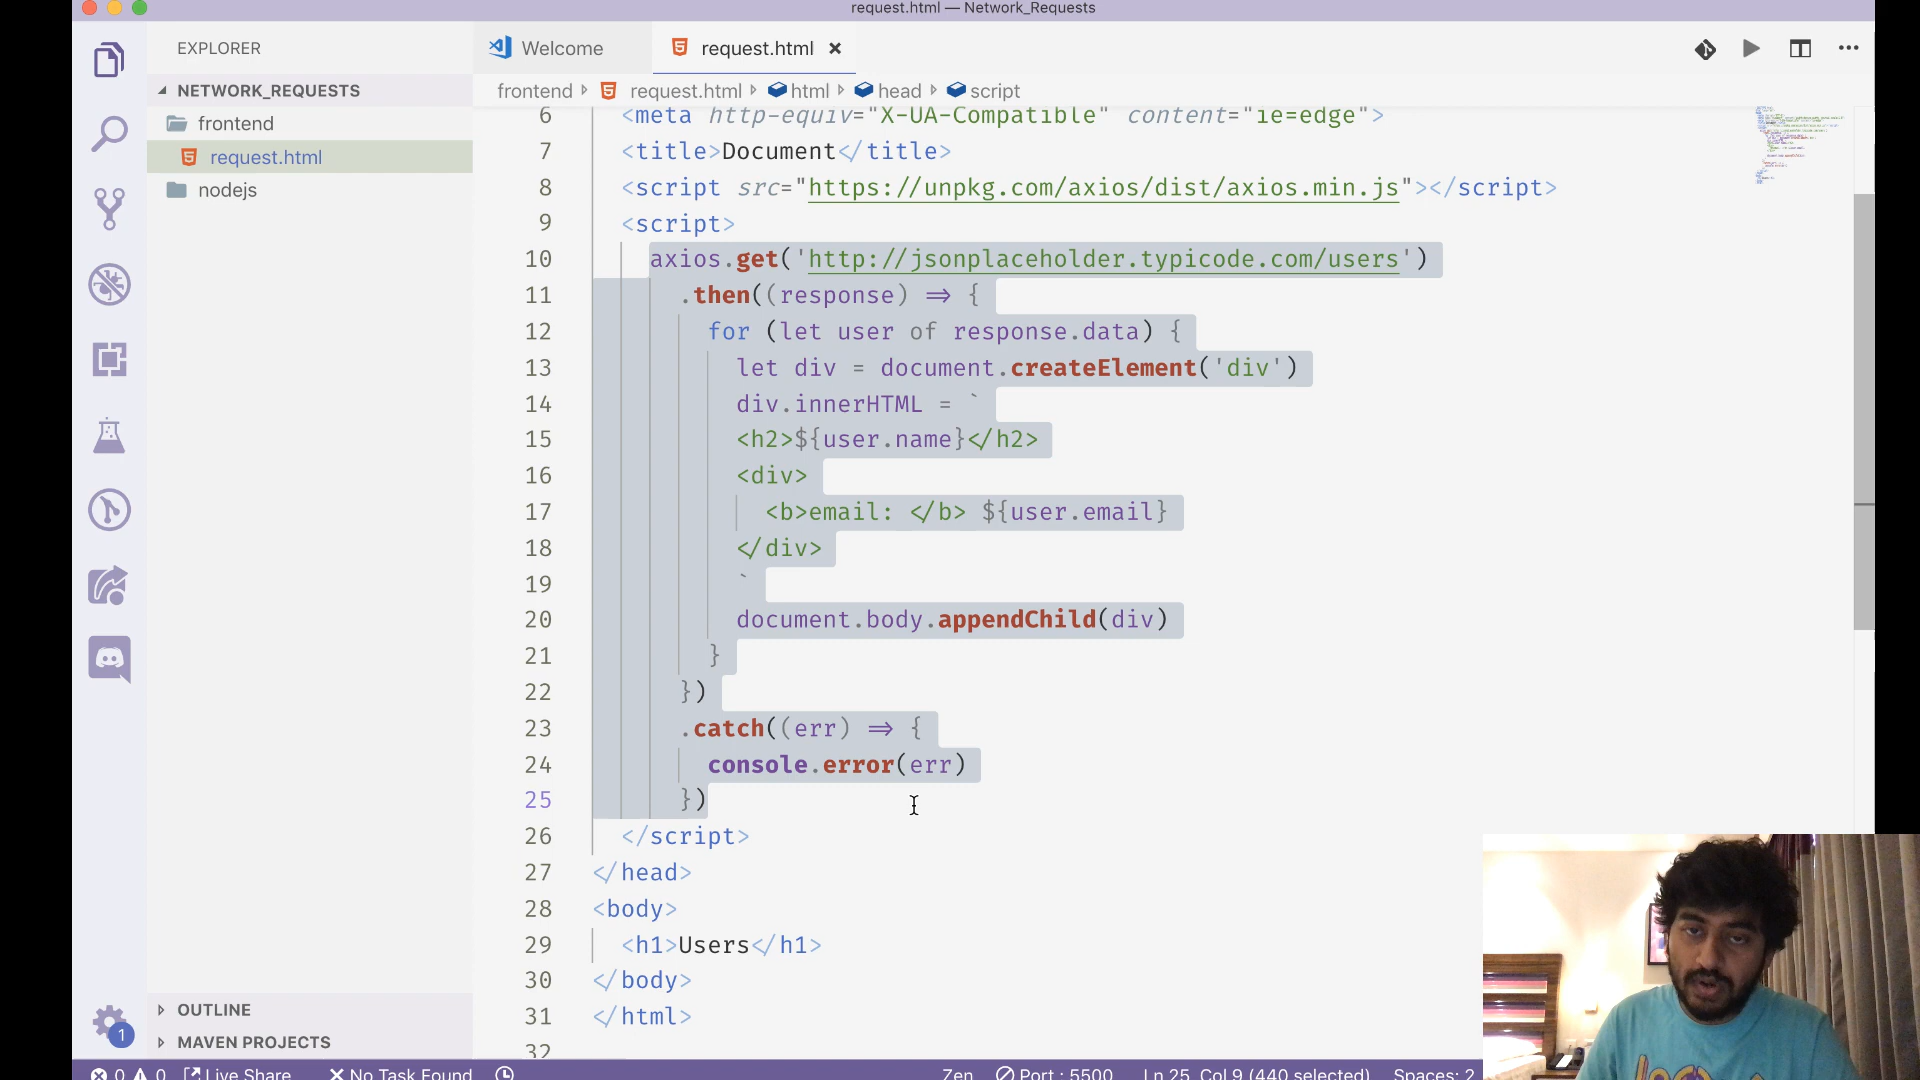 request.html — Network_Requests
EXPLORER
Welcome
request.html
NETWORK_REQUESTS
frontend
request.html
nodejs
frontend request.html html head script
6 <meta http-equiv="X-UA-Compatible" content="ie=edge">
7 <title>Document</title>
8 <script src="https://unpkg.com/axios/dist/axios.min.js"></script>
9 <script>
10 axios.get('http://jsonplaceholder.typicode.com/users')
11 .then((response) => {
12 for (let user of response.data) {
13 let div = document.createElement('div')
14 div.innerHTML = `
15 <h2>${user.name}</h2>
16 <div>
17 <b>email: </b> ${user.email}
18 </div>
19 `
20 document.body.appendChild(div)
21 }
22 })
23 .catch((err) => {
24 console.error(err)
25 })
26 </script>
27 </head>
28 <body>
29 <h1>Users</h1>
30 </body>
31 </html>
32
OUTLINE
MAVEN PROJECTS
1
0 0 Live Share No Task Found Zen Port : 5500 Ln 25, Col 9 (440 selected) Spaces: 2